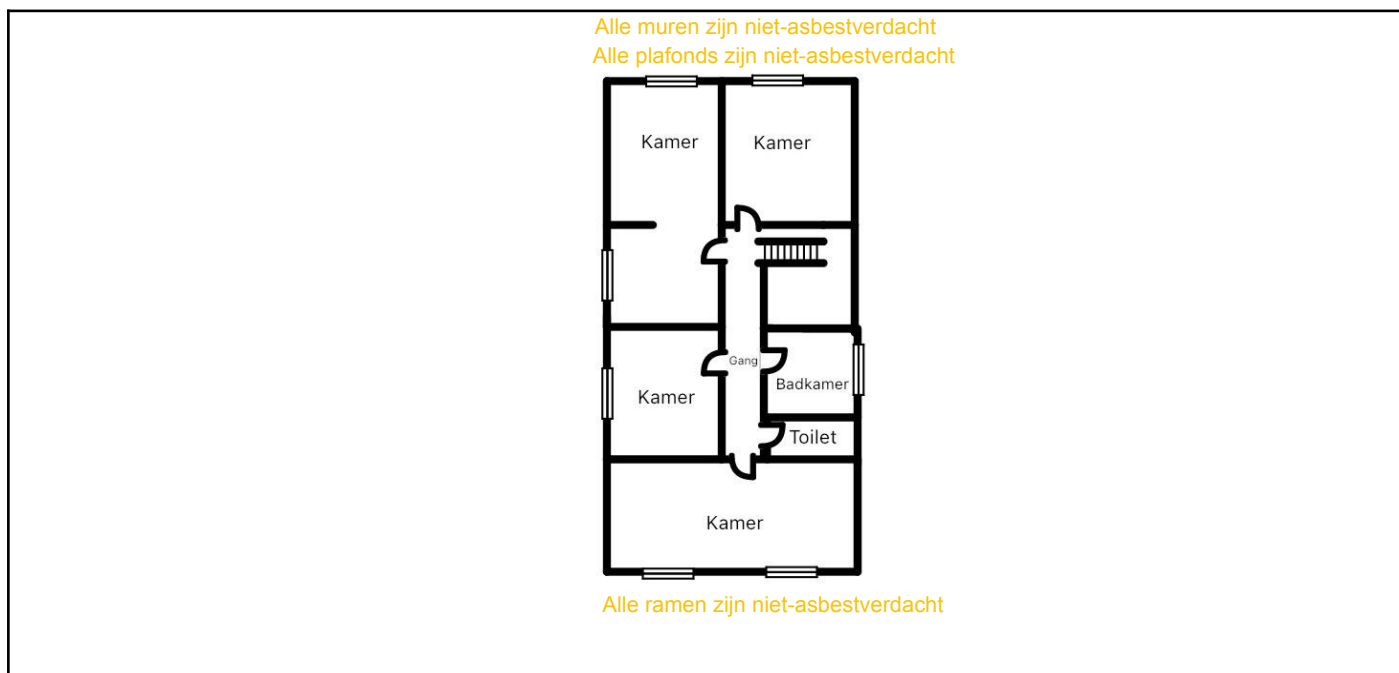 Alle muren zijn niet-asbestverdacht
Alle plafonds zijn niet-asbestverdacht
Kamer
Kamer
Gang
Badkamer
Kamer
Toilet
Kamer
Alle ramen zijn niet-asbestverdacht